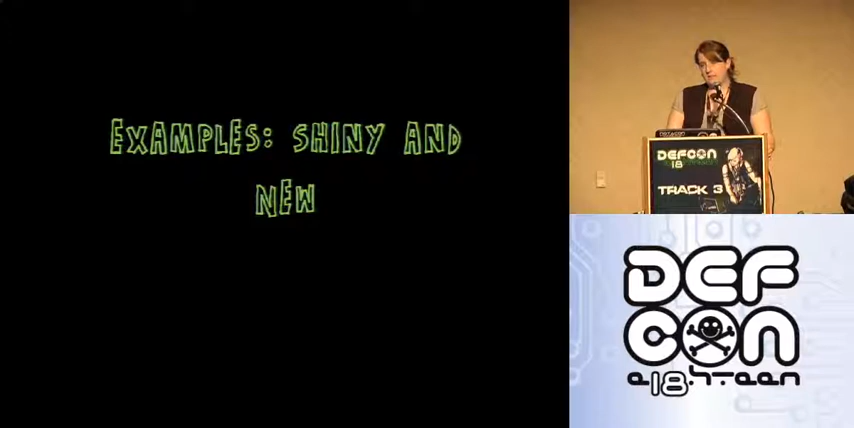 EXAMPLES: SHINY AND
NEW
DEFCON
18
TRACK 3
DEF
CON
e18hteen